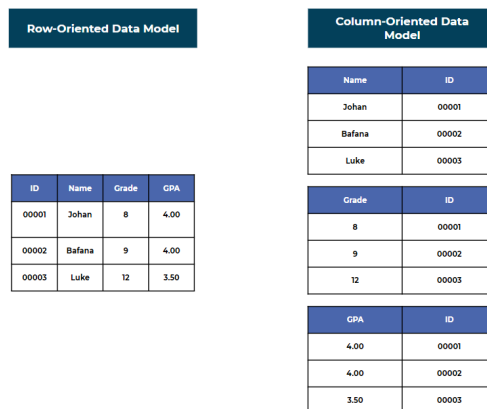 Row-Oriented Data Model
Column-Oriented Data
Model
Name ID
Johan 00001
Bafana 00002
Luke 00003
ID Name Grade GPA
00001 Johan 8 4.00
00002 Bafana 9 4.00
00003 Luke 12 3.50
Grade ID
8 00001
9 00002
12 00003
GPA ID
4.00 00001
4.00 00002
3.50 00003